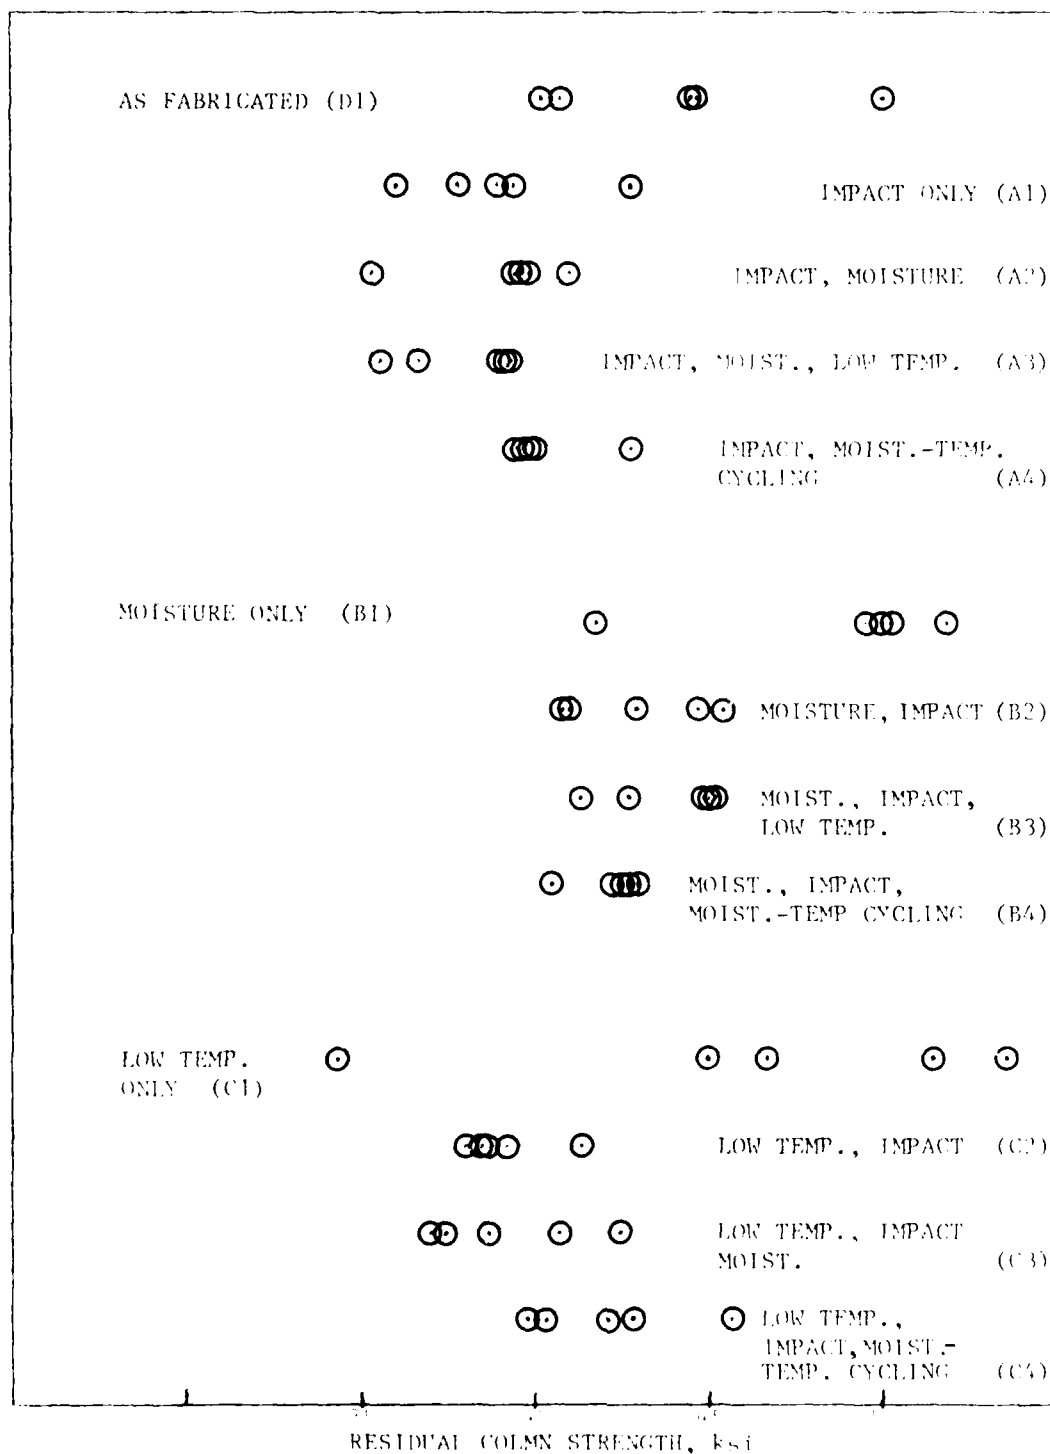 AS FABRICATED (D1)
IMPACT ONLY (A1)
IMPACT, MOISTURE (A2)
IMPACT, MOIST., LOW TEMP. (A3)
IMPACT, MOIST.-TEMP.
CYCLING (A4)
MOISTURE ONLY (B1)
MOISTURE, IMPACT (B2)
MOIST., IMPACT,
LOW TEMP. (B3)
MOIST., IMPACT,
MOIST.-TEMP CYCLING (B4)
LOW TEMP.
ONLY (C1)
LOW TEMP., IMPACT (C2)
LOW TEMP., IMPACT
MOIST. (C3)
LOW TEMP.,
IMPACT, MOIST.-
TEMP. CYCLING (C4)
RESIDUAL COLMN STRENGTH, ksi